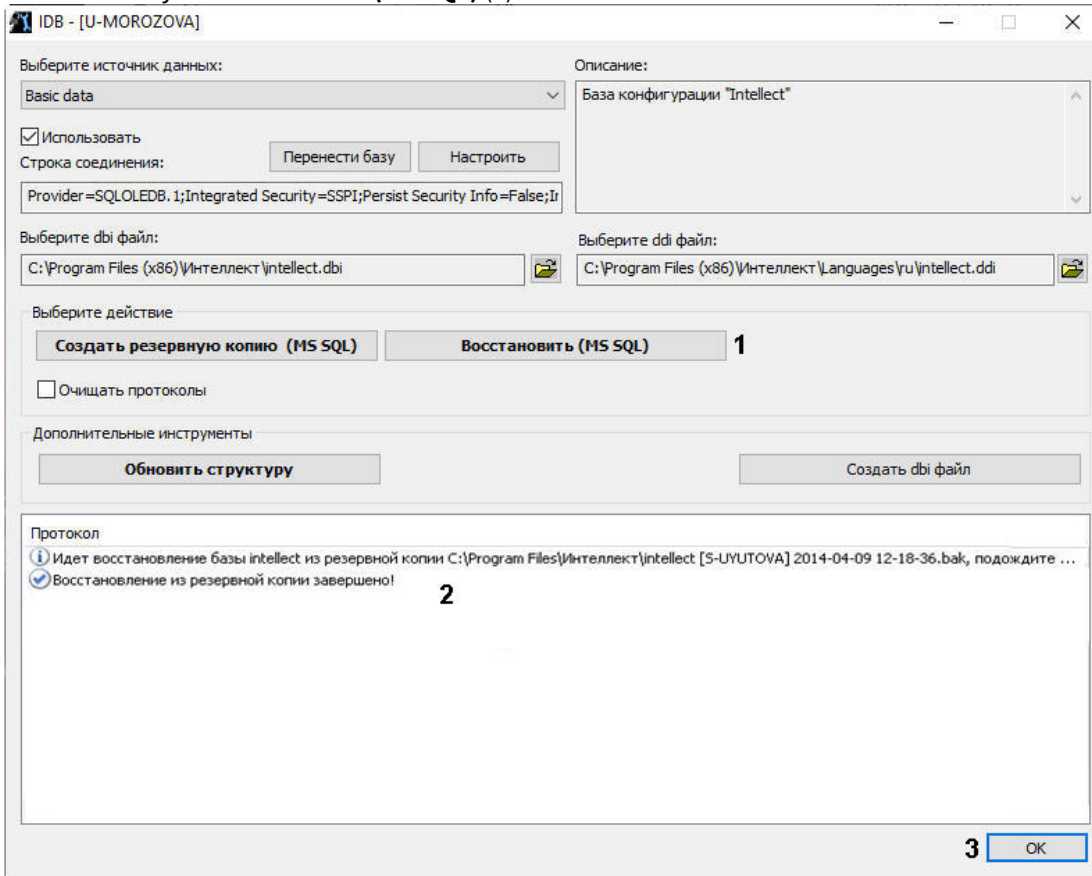 IDB - [U-MOROZOVA]
Выберите источник данных:
Описание:
Basic data
База конфигурации "Intellect"
Использовать
Строка соединения:
Перенести базу
Настроить
Provider=SQLOLEDB.1;Integrated Security=SSPI;Persist Security Info=False;Ir
Выберите dbi файл:
Выберите ddi файл:
C:\Program Files (x86)\Интеллект\intellect.dbi
C:\Program Files (x86)\Интеллект\Languages\ru\intellect.ddi
Выберите действие
Создать резервную копию (MS SQL)
Восстановить (MS SQL)
1
Очищать протоколы
Дополнительные инструменты
Обновить структуру
Создать dbi файл
Протокол
Идет восстановление базы intellect из резервной копии C:\Program Files\Интеллект\intellect [S-UYUTOVA] 2014-04-09 12-18-36.bak, подождите ...
Восстановление из резервной копии завершено!
2
3
OK